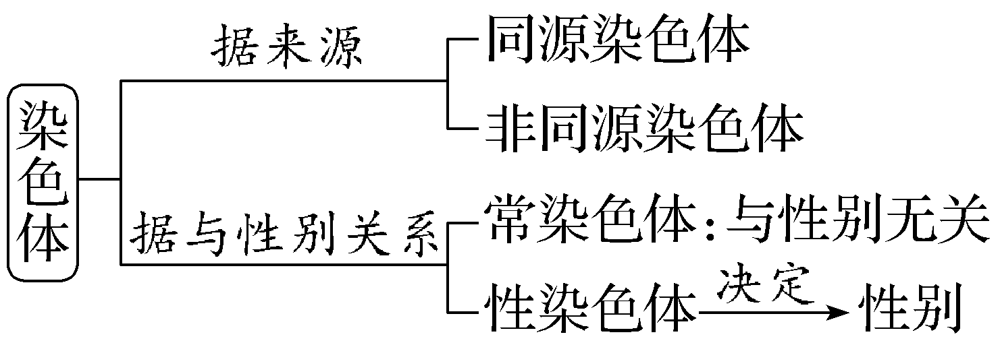 染色体
据来源
同源染色体
非同源染色体
据与性别关系
常染色体:与性别无关
性染色体 决定 性别